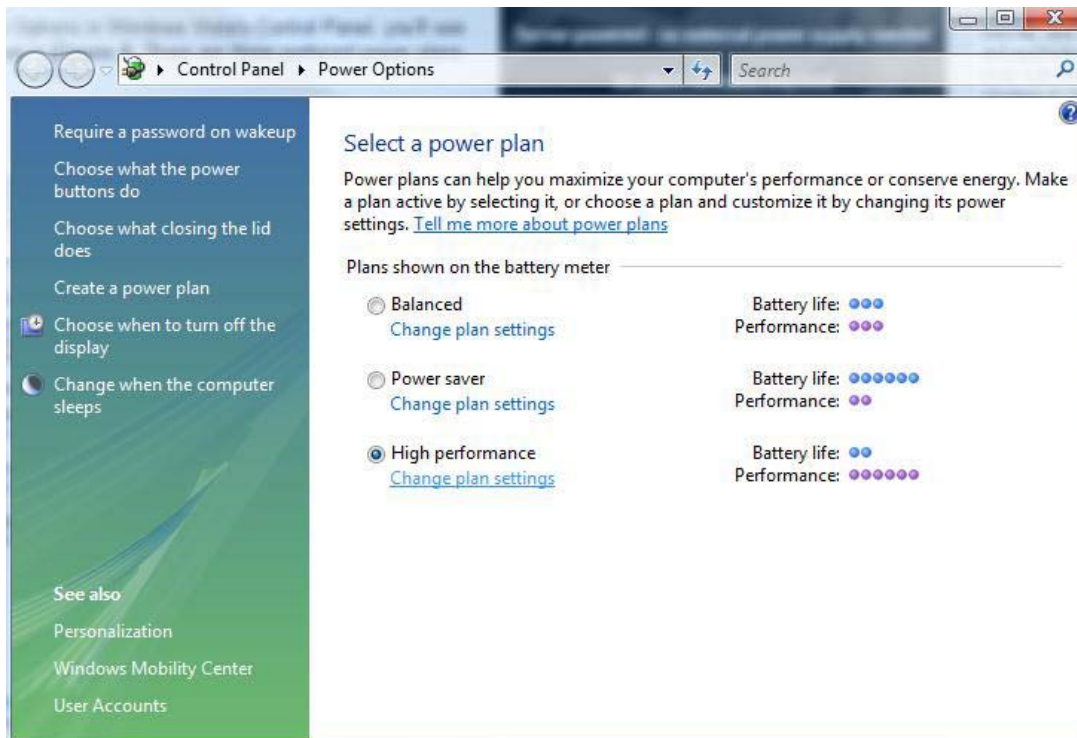 Control Panel ▸ Power Options
Search
Require a password on wakeup
Choose what the power
buttons do
Choose what closing the lid
does
Create a power plan
Choose when to turn off the
display
Change when the computer
sleeps
See also
Personalization
Windows Mobility Center
User Accounts
Select a power plan
Power plans can help you maximize your computer's performance or conserve energy. Make
a plan active by selecting it, or choose a plan and customize it by changing its power
settings. Tell me more about power plans
Plans shown on the battery meter
Balanced
Battery life:
Change plan settings
Performance:
Power saver
Battery life:
Change plan settings
Performance:
High performance
Battery life:
Change plan settings
Performance: